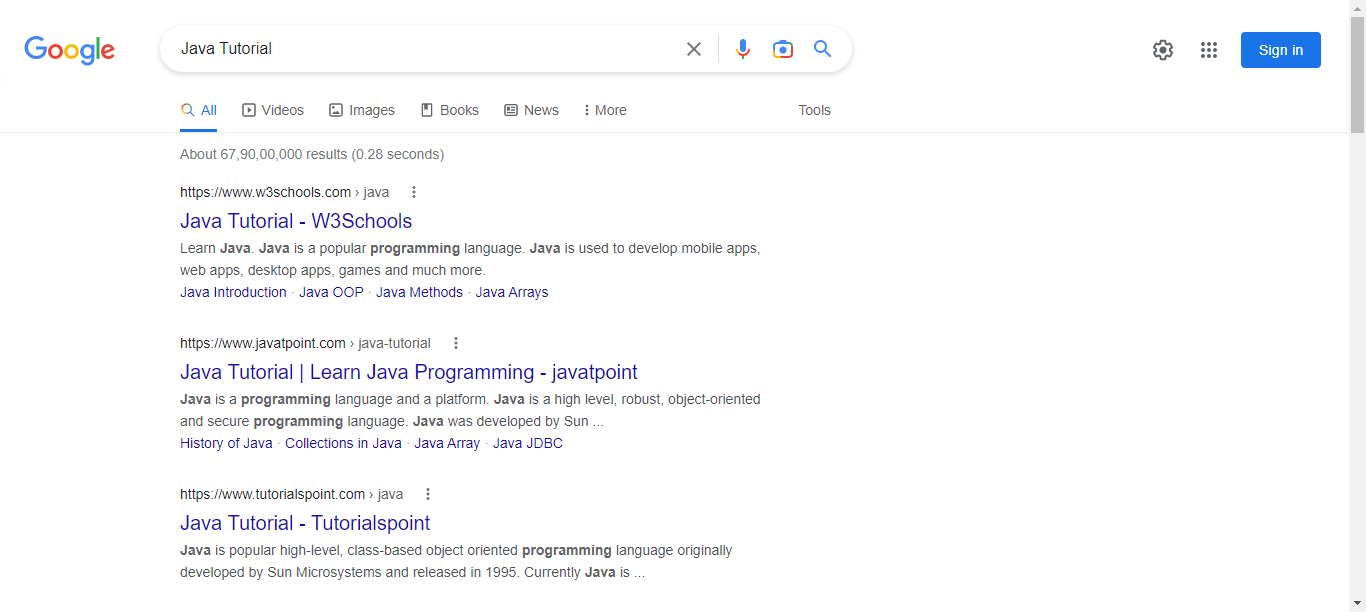 Google
Java Tutorial
Sign in
All Videos Images Books News More Tools
About 67,90,00,000 results (0.28 seconds)
https://www.w3schools.com › java
Java Tutorial - W3Schools
Learn Java. Java is a popular programming language. Java is used to develop mobile apps,
web apps, desktop apps, games and much more.
Java Introduction · Java OOP · Java Methods · Java Arrays
https://www.javatpoint.com › java-tutorial
Java Tutorial | Learn Java Programming - javatpoint
Java is a programming language and a platform. Java is a high level, robust, object-oriented
and secure programming language. Java was developed by Sun ...
History of Java · Collections in Java · Java Array · Java JDBC
https://www.tutorialspoint.com › java
Java Tutorial - Tutorialspoint
Java is popular high-level, class-based object oriented programming language originally
developed by Sun Microsystems and released in 1995. Currently Java is ...